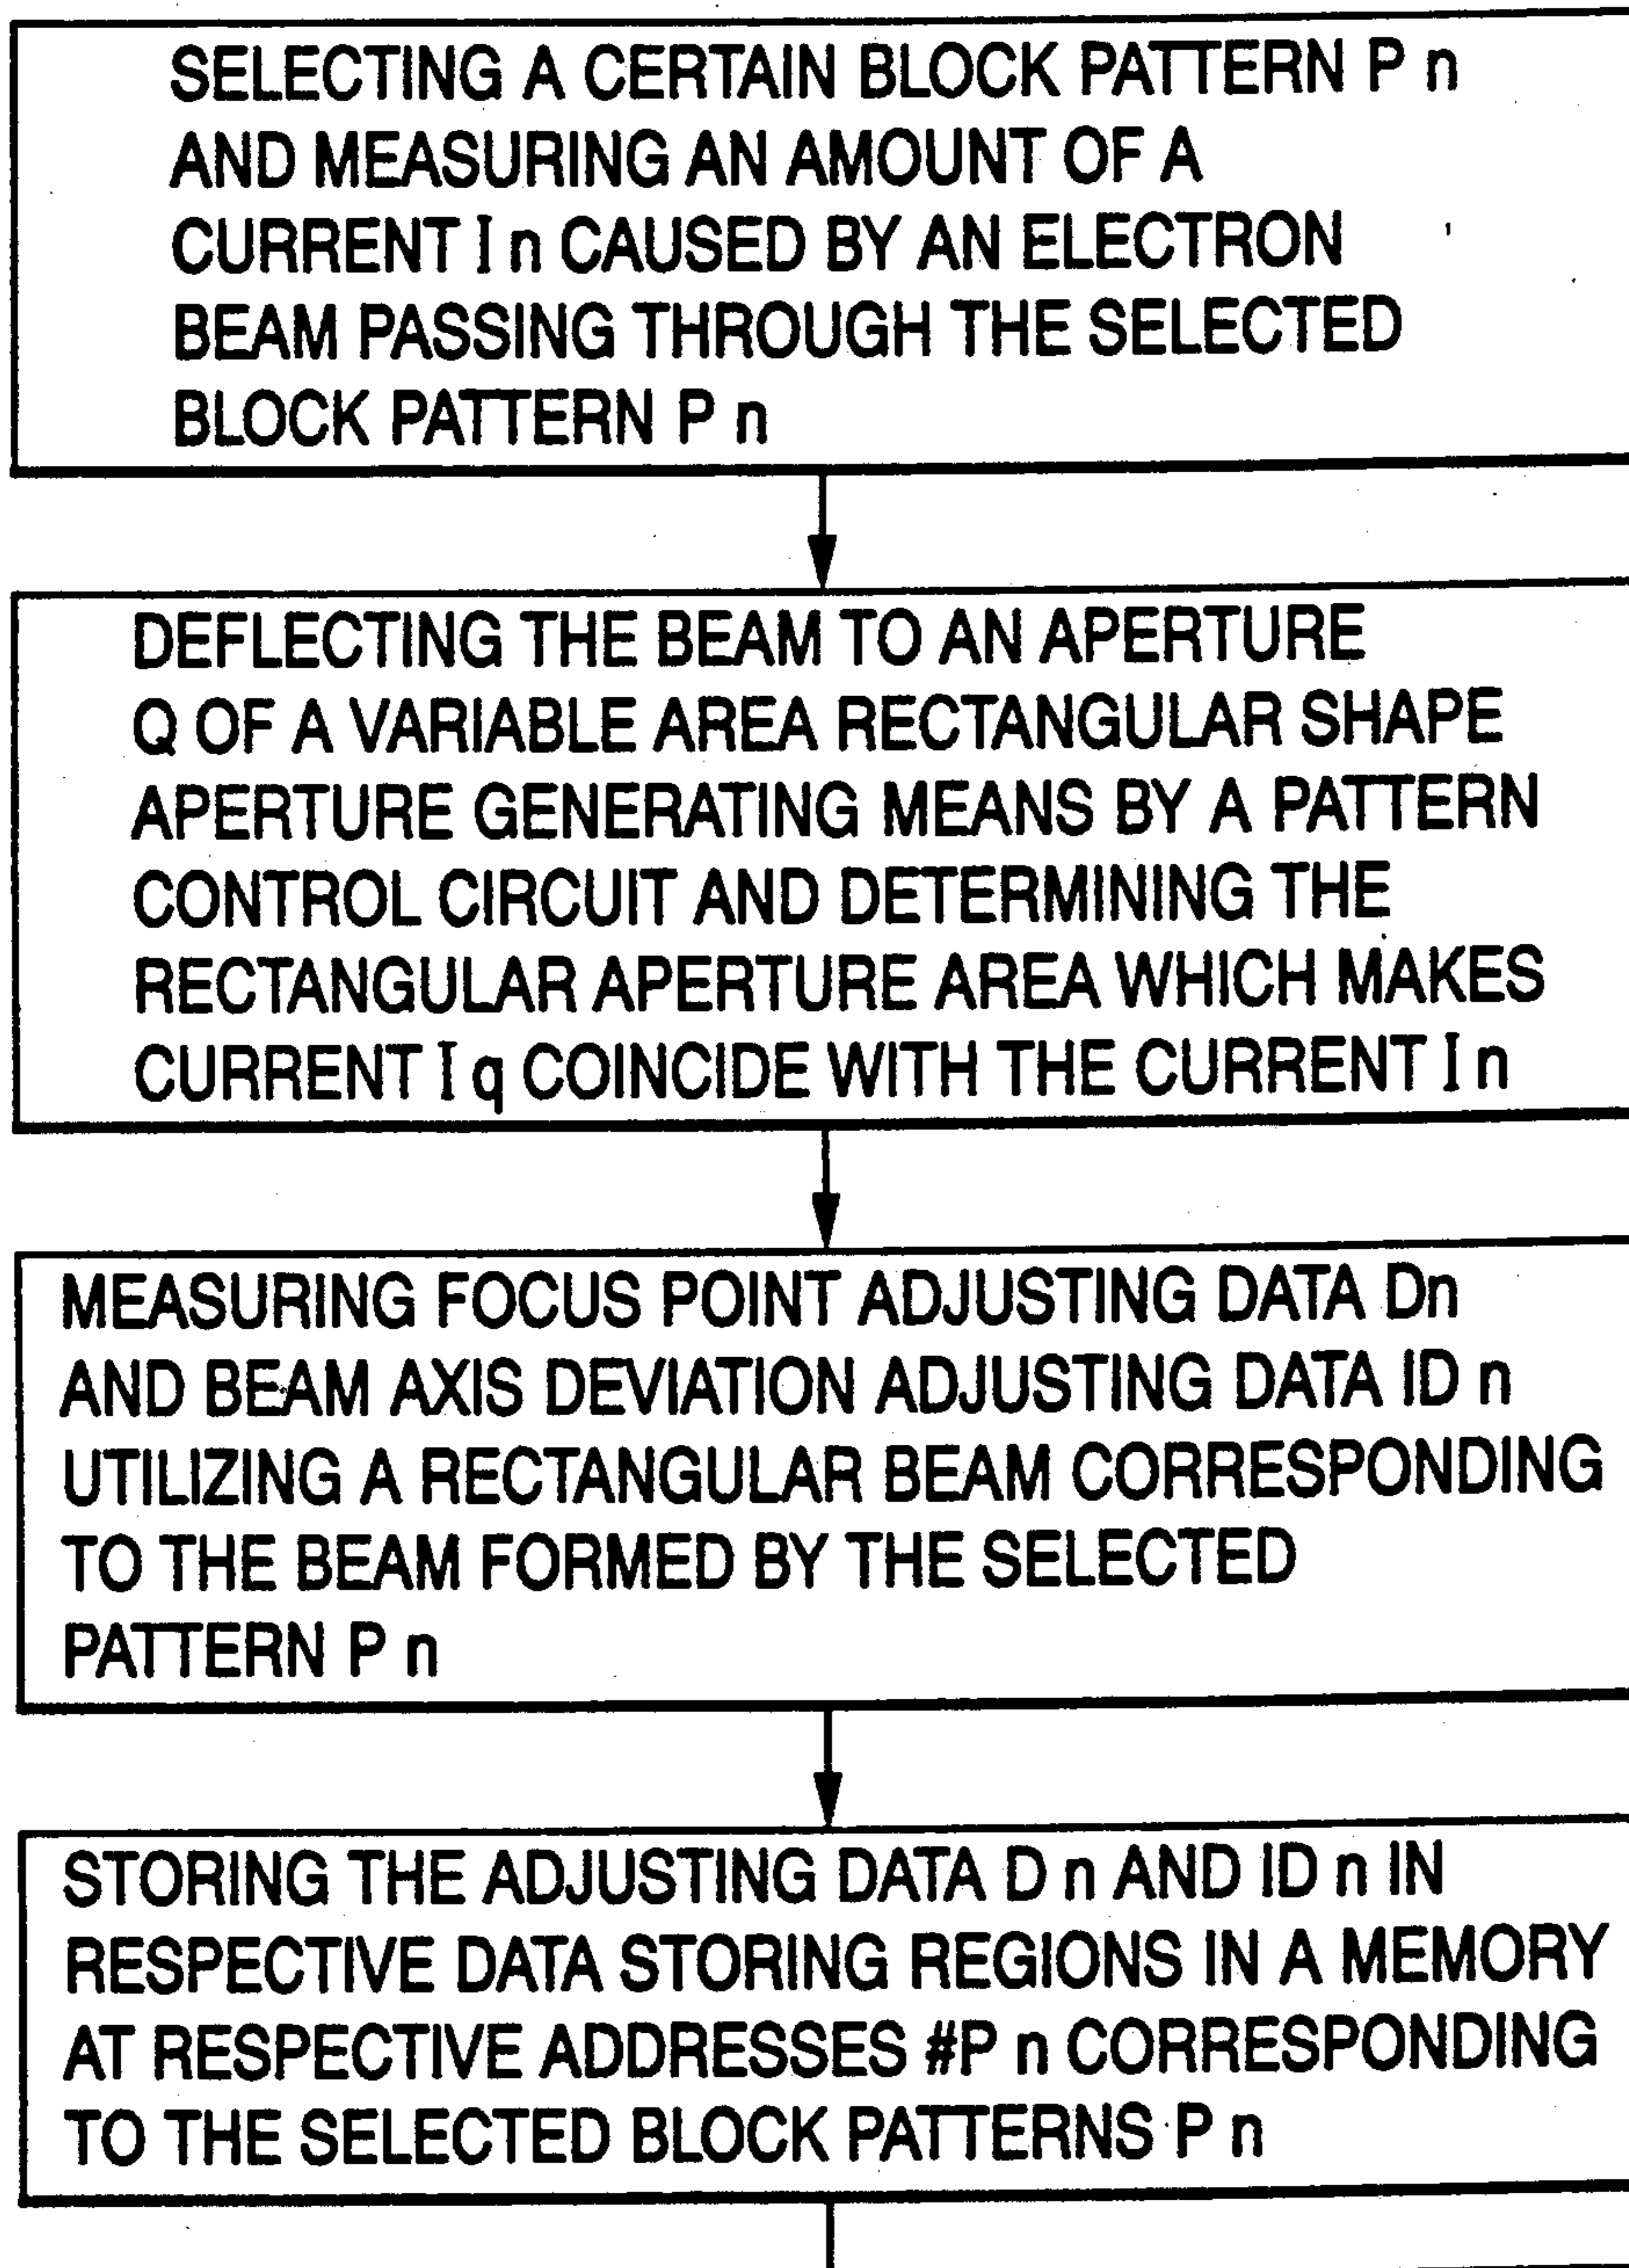 SELECTING A CERTAIN BLOCK PATTERN P n
AND MEASURING AN AMOUNT OF A
CURRENT I n CAUSED BY AN ELECTRON
BEAM PASSING THROUGH THE SELECTED
BLOCK PATTERN P n
DEFLECTING THE BEAM TO AN APERTURE
Q OF A VARIABLE AREA RECTANGULAR SHAPE
APERTURE GENERATING MEANS BY A PATTERN
CONTROL CIRCUIT AND DETERMINING THE
RECTANGULAR APERTURE AREA WHICH MAKES
CURRENT I q COINCIDE WITH THE CURRENT I n
MEASURING FOCUS POINT ADJUSTING DATA Dn
AND BEAM AXIS DEVIATION ADJUSTING DATA ID n
UTILIZING A RECTANGULAR BEAM CORRESPONDING
TO THE BEAM FORMED BY THE SELECTED
PATTERN P n
STORING THE ADJUSTING DATA D n AND ID n IN
RESPECTIVE DATA STORING REGIONS IN A MEMORY
AT RESPECTIVE ADDRESSES #P n CORRESPONDING
TO THE SELECTED BLOCK PATTERNS P n